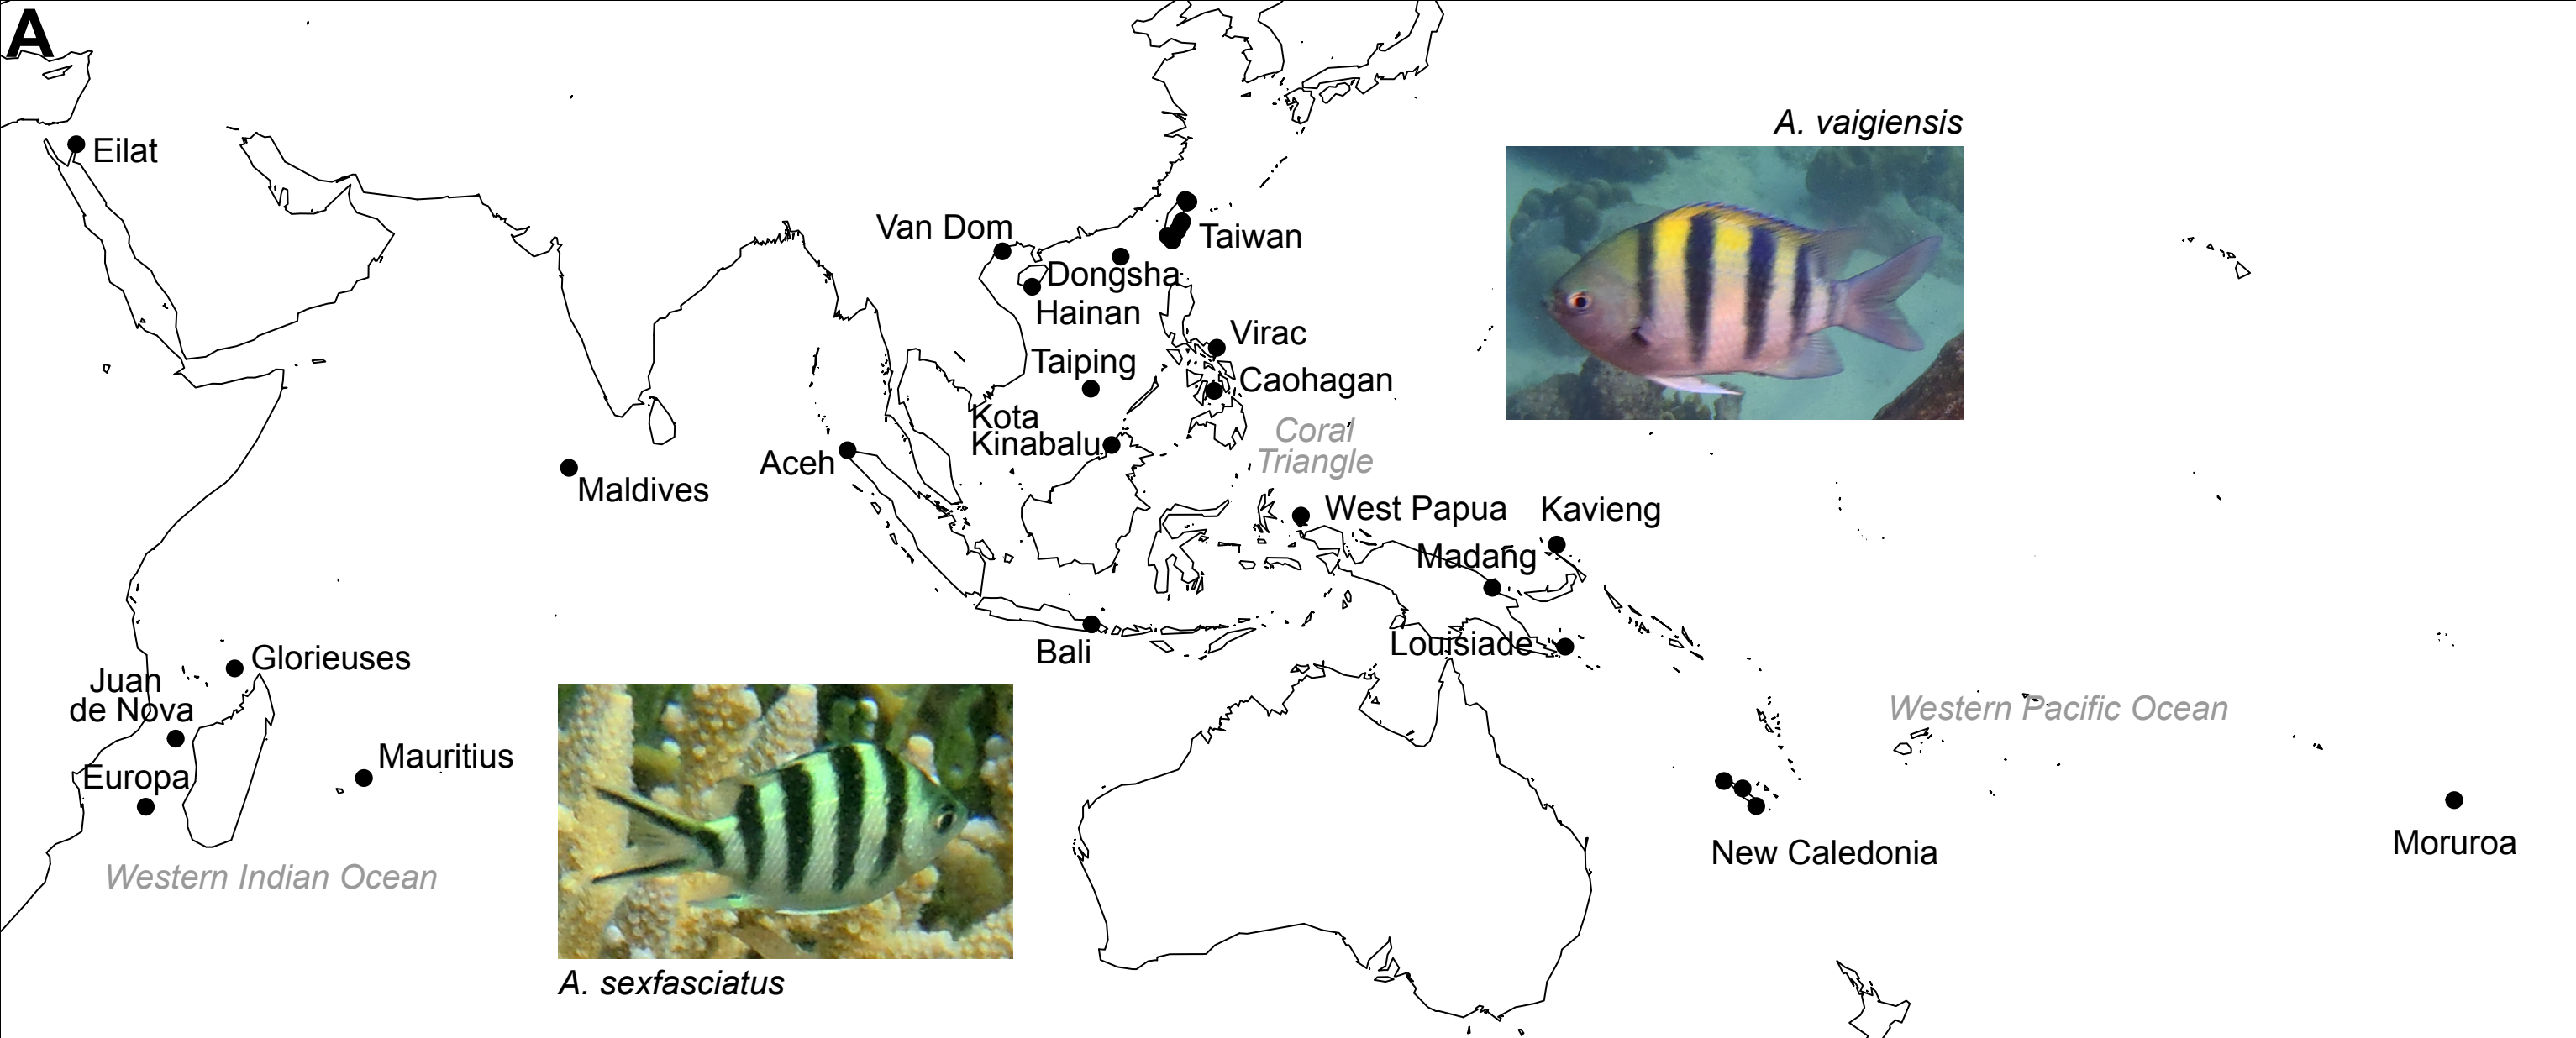 A
A. vaigiensis
Eilat
Van Dom
Taiwan
Dongsha
Hainan
Virac
Taiping
Caohagan
Kota
Kinabalu
Coral
Triangle
Aceh
Maldives
West Papua
Kavieng
Madang
Bali
Louisiade
Glorieuses
Juan
de Nova
Europa
Mauritius
Western Pacific Ocean
New Caledonia
Moruroa
Western Indian Ocean
A. sexfasciatus